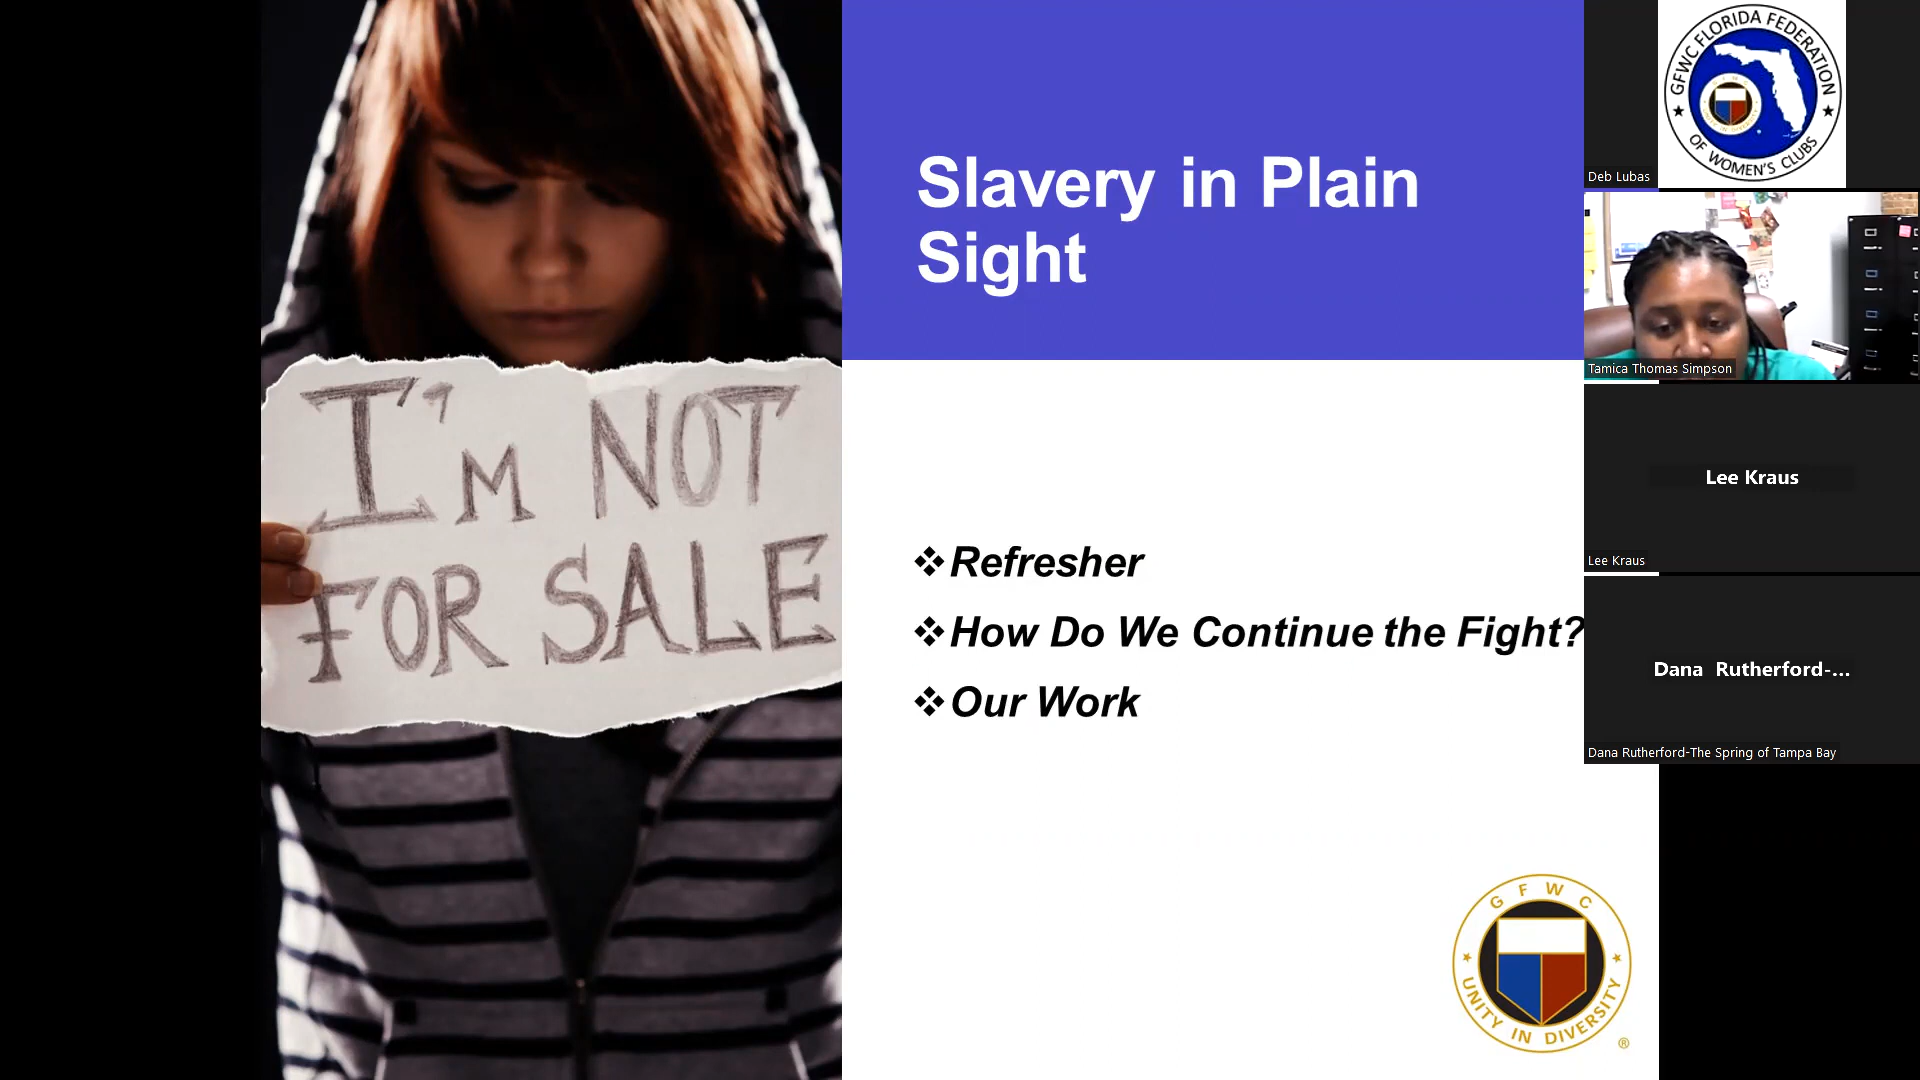 I'M NOT
FOR SALE
Slavery in Plain
Sight
❖Refresher
❖How Do We Continue the Fight?
❖Our Work
GFWC
UNITY IN DIVERSITY
®
GFWC FLORIDA FEDERATION
OF WOMEN'S CLUBS
Deb Lubas
Tamica Thomas Simpson
Lee Kraus
Lee Kraus
Dana Rutherford-...
Dana Rutherford-The Spring of Tampa Bay